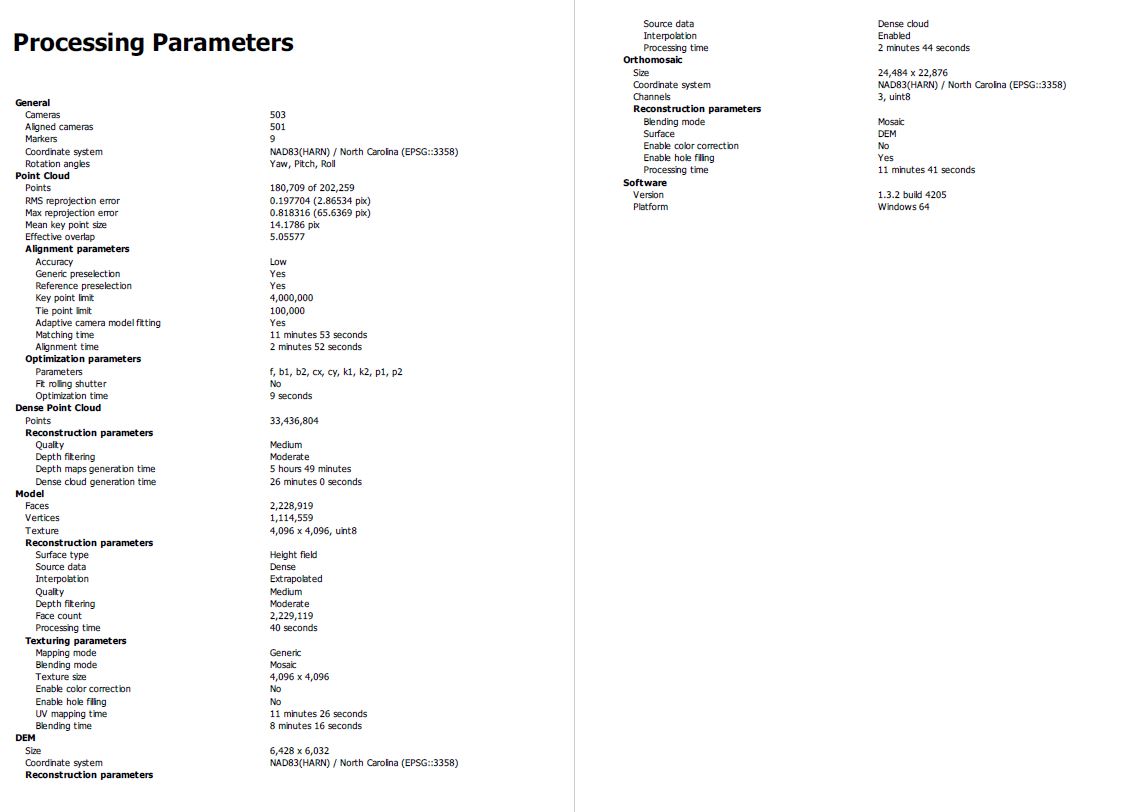 Processing Parameters
General
Cameras 503
Aligned cameras 501
Markers 9
Coordinate system NAD83(HARN) / North Carolina (EPSG::3358)
Rotation angles Yaw, Pitch, Roll
Point Cloud
Points 180,709 of 202,259
RMS reprojection error 0.197704 (2.86534 pix)
Max reprojection error 0.818316 (65.6369 pix)
Mean key point size 14.1786 pix
Effective overlap 5.05577
Alignment parameters
Accuracy Low
Generic preselection Yes
Reference preselection Yes
Key point limit 4,000,000
Tie point limit 100,000
Adaptive camera model fitting Yes
Matching time 11 minutes 53 seconds
Alignment time 2 minutes 52 seconds
Optimization parameters
Parameters f, b1, b2, cx, cy, k1, k2, p1, p2
Fit rolling shutter No
Optimization time 9 seconds
Dense Point Cloud
Points 33,436,804
Reconstruction parameters
Quality Medium
Depth filtering Moderate
Depth maps generation time 5 hours 49 minutes
Dense cloud generation time 26 minutes 0 seconds
Model
Faces 2,228,919
Vertices 1,114,559
Texture 4,096 x 4,096, uint8
Reconstruction parameters
Surface type Height field
Source data Dense
Interpolation Extrapolated
Quality Medium
Depth filtering Moderate
Face count 2,229,119
Processing time 40 seconds
Texturing parameters
Mapping mode Generic
Blending mode Mosaic
Texture size 4,096 x 4,096
Enable color correction No
Enable hole filling No
UV mapping time 11 minutes 26 seconds
Blending time 8 minutes 16 seconds
DEM
Size 6,428 x 6,032
Coordinate system NAD83(HARN) / North Carolina (EPSG::3358)
Reconstruction parameters
Source data Dense cloud
Interpolation Enabled
Processing time 2 minutes 44 seconds
Orthomosaic
Size 24,484 x 22,876
Coordinate system NAD83(HARN) / North Carolina (EPSG::3358)
Channels 3, uint8
Reconstruction parameters
Blending mode Mosaic
Surface DEM
Enable color correction No
Enable hole filling Yes
Processing time 11 minutes 41 seconds
Software
Version 1.3.2 build 4205
Platform Windows 64